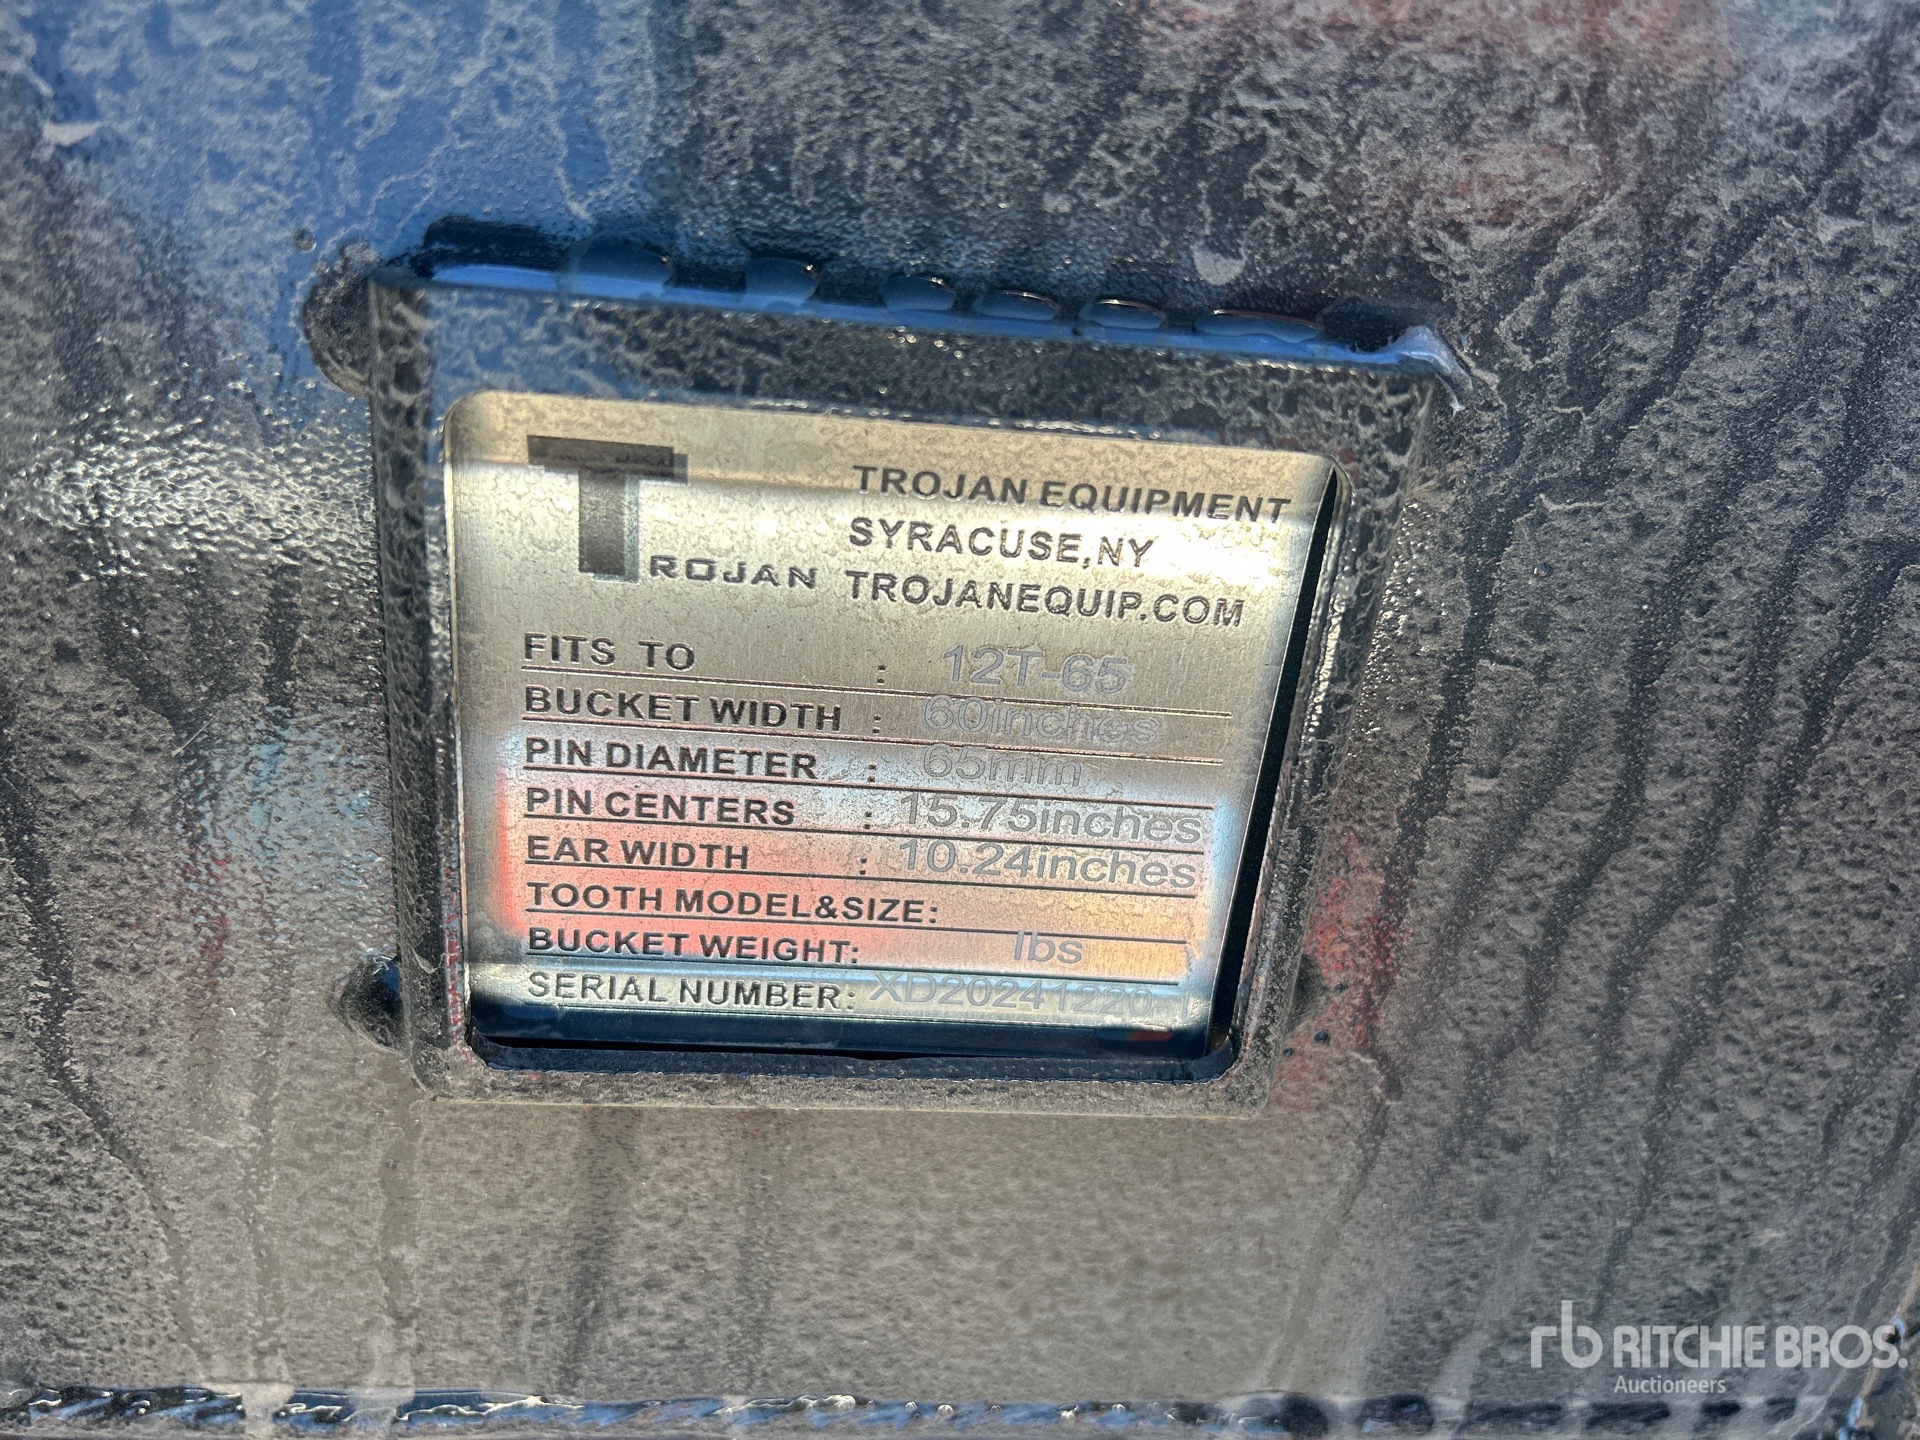 TROJAN
TROJAN EQUIPMENT
SYRACUSE,NY
TROJANEQUIP.COM
FITS TO : 12T-65
BUCKET WIDTH : 60inches
PIN DIAMETER : 65mm
PIN CENTERS : 15.75inches
EAR WIDTH : 10.24inches
TOOTH MODEL&SIZE:
BUCKET WEIGHT: lbs
SERIAL NUMBER: XD20241220-1
rb RITCHIE BROS.
Auctioneers